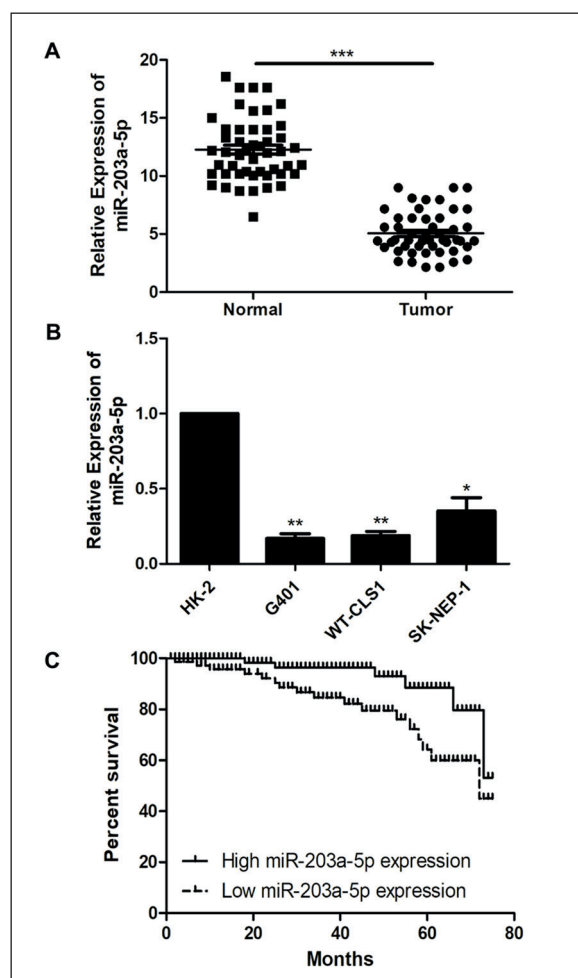 A
Relative Expression of
miR-203a-5p
20
15
10
5
0
***
Normal
Tumor
B
Relative Expression of
miR-203a-5p
1.5
1.0
0.5
0.0
**
**
*
HK-2
G401
WT-CLS1
SK-NEP-1
C
Percent survival
100
80
60
40
20
0
High miR-203a-5p expression
Low miR-203a-5p expression
0
20
40
60
80
Months